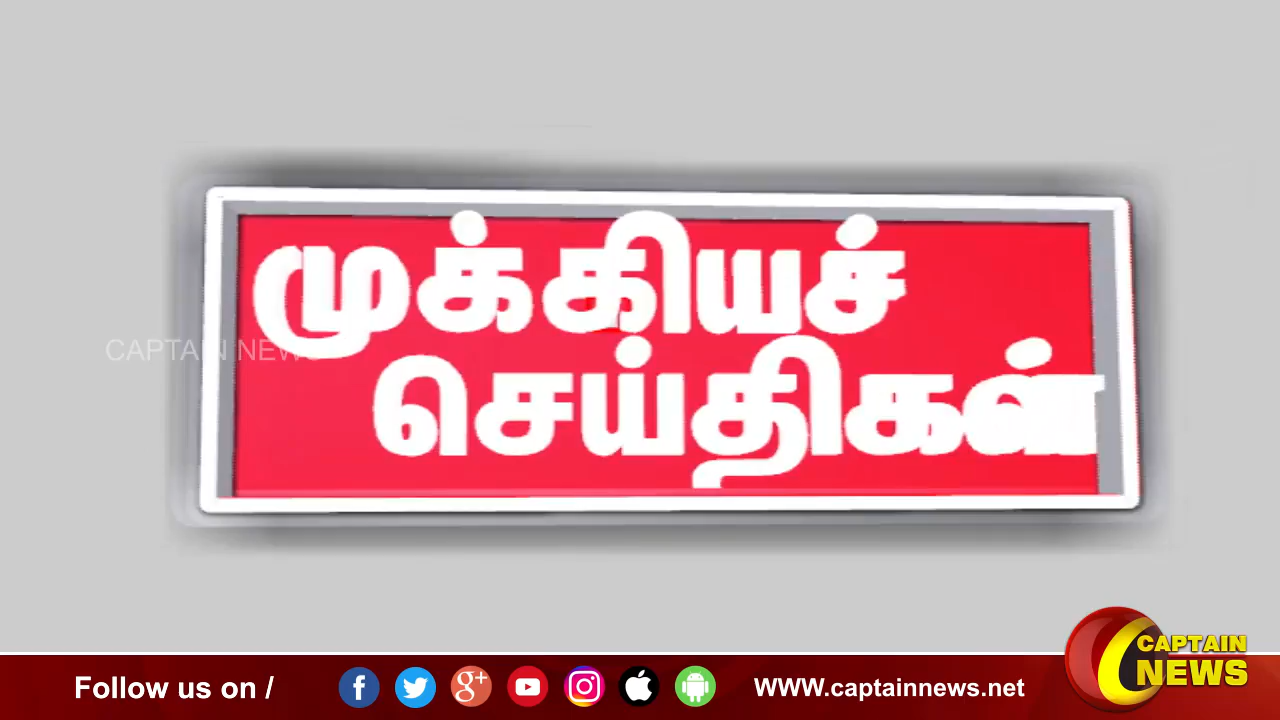 முக்கியச்
செய்திகள்
CAPTAIN NEWS
Follow us on /
WWW.captainnews.net
CAPTAIN
NEWS